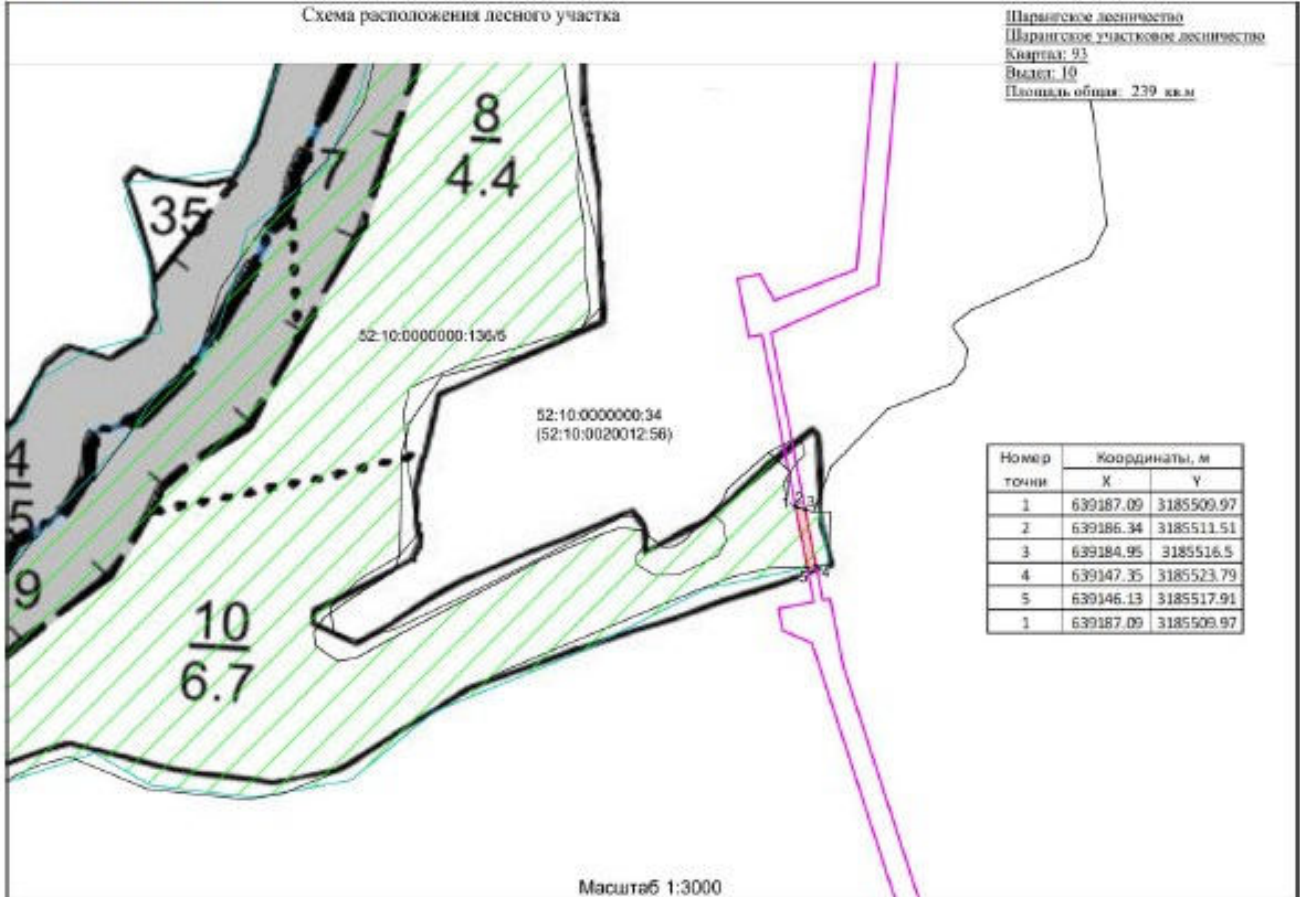 Схема расположения лесного участка
Шарангское лесничество
Шарангское участковое лесничество
Квартал: 93
Выдел: 10
Площадь общая: 239 кв.м
8
4.4
7
35
52:10:0000000:136/5
52:10:0000000:34
(52:10:0020012:56)
4
5
9
10
6.7
2 3
Номер точки Координаты, м
X Y
1 639187.09 3185509.97
2 639186.34 3185511.51
3 639184.95 3185516.5
4 639147.35 3185523.79
5 639146.13 3185517.91
1 639187.09 3185509.97
Масштаб 1:3000